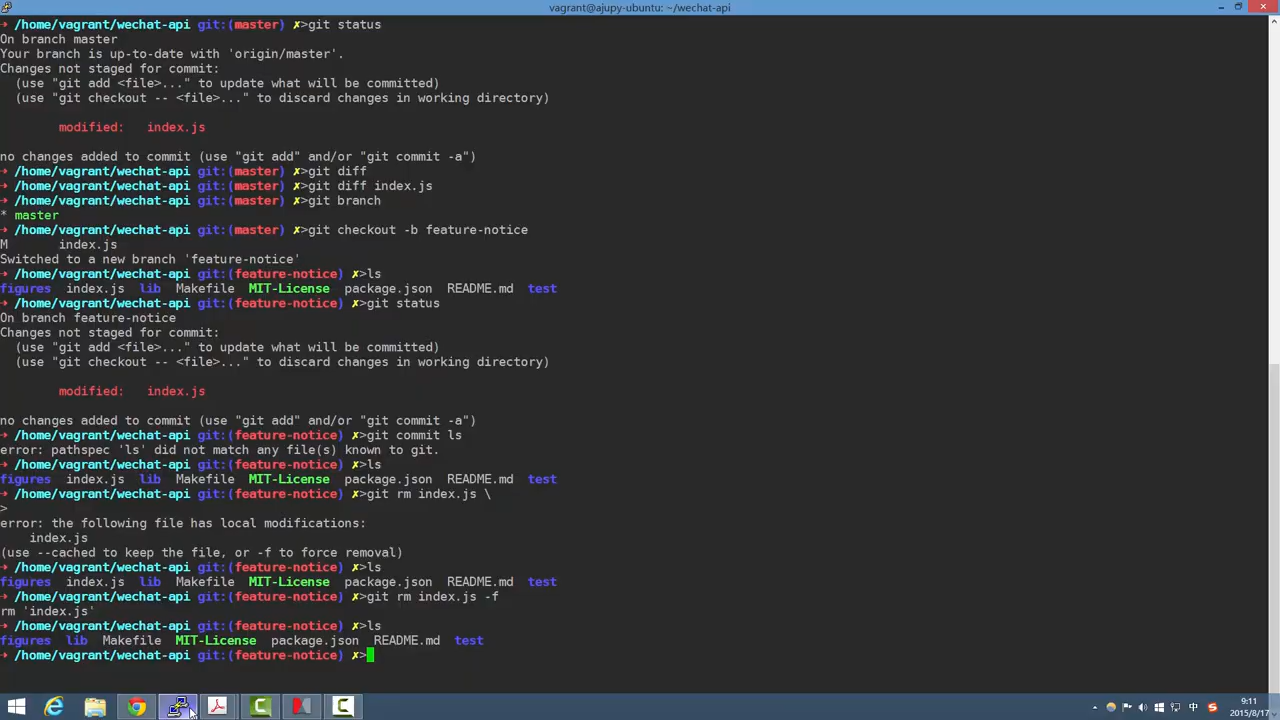 vagrant@ajupy-ubuntu: ~/wechat-api
➜ /home/vagrant/wechat-api git:(master) ✗>git status
On branch master
Your branch is up-to-date with 'origin/master'.
Changes not staged for commit:
  (use "git add <file>..." to update what will be committed)
  (use "git checkout -- <file>..." to discard changes in working directory)
        modified:   index.js
no changes added to commit (use "git add" and/or "git commit -a")
➜ /home/vagrant/wechat-api git:(master) ✗>git diff
➜ /home/vagrant/wechat-api git:(master) ✗>git diff index.js
➜ /home/vagrant/wechat-api git:(master) ✗>git branch
* master
➜ /home/vagrant/wechat-api git:(master) ✗>git checkout -b feature-notice
M       index.js
Switched to a new branch 'feature-notice'
➜ /home/vagrant/wechat-api git:(feature-notice) ✗>ls
figures  index.js  lib  Makefile  MIT-License  package.json  README.md  test
➜ /home/vagrant/wechat-api git:(feature-notice) ✗>git status
On branch feature-notice
Changes not staged for commit:
  (use "git add <file>..." to update what will be committed)
  (use "git checkout -- <file>..." to discard changes in working directory)
        modified:   index.js
no changes added to commit (use "git add" and/or "git commit -a")
➜ /home/vagrant/wechat-api git:(feature-notice) ✗>git commit ls
error: pathspec 'ls' did not match any file(s) known to git.
➜ /home/vagrant/wechat-api git:(feature-notice) ✗>ls
figures  index.js  lib  Makefile  MIT-License  package.json  README.md  test
➜ /home/vagrant/wechat-api git:(feature-notice) ✗>git rm index.js \
>
error: the following file has local modifications:
    index.js
(use --cached to keep the file, or -f to force removal)
➜ /home/vagrant/wechat-api git:(feature-notice) ✗>ls
figures  index.js  lib  Makefile  MIT-License  package.json  README.md  test
➜ /home/vagrant/wechat-api git:(feature-notice) ✗>git rm index.js -f
rm 'index.js'
➜ /home/vagrant/wechat-api git:(feature-notice) ✗>ls
figures  lib  Makefile  MIT-License  package.json  README.md  test
➜ /home/vagrant/wechat-api git:(feature-notice) ✗>
中
9:11
2015/8/17